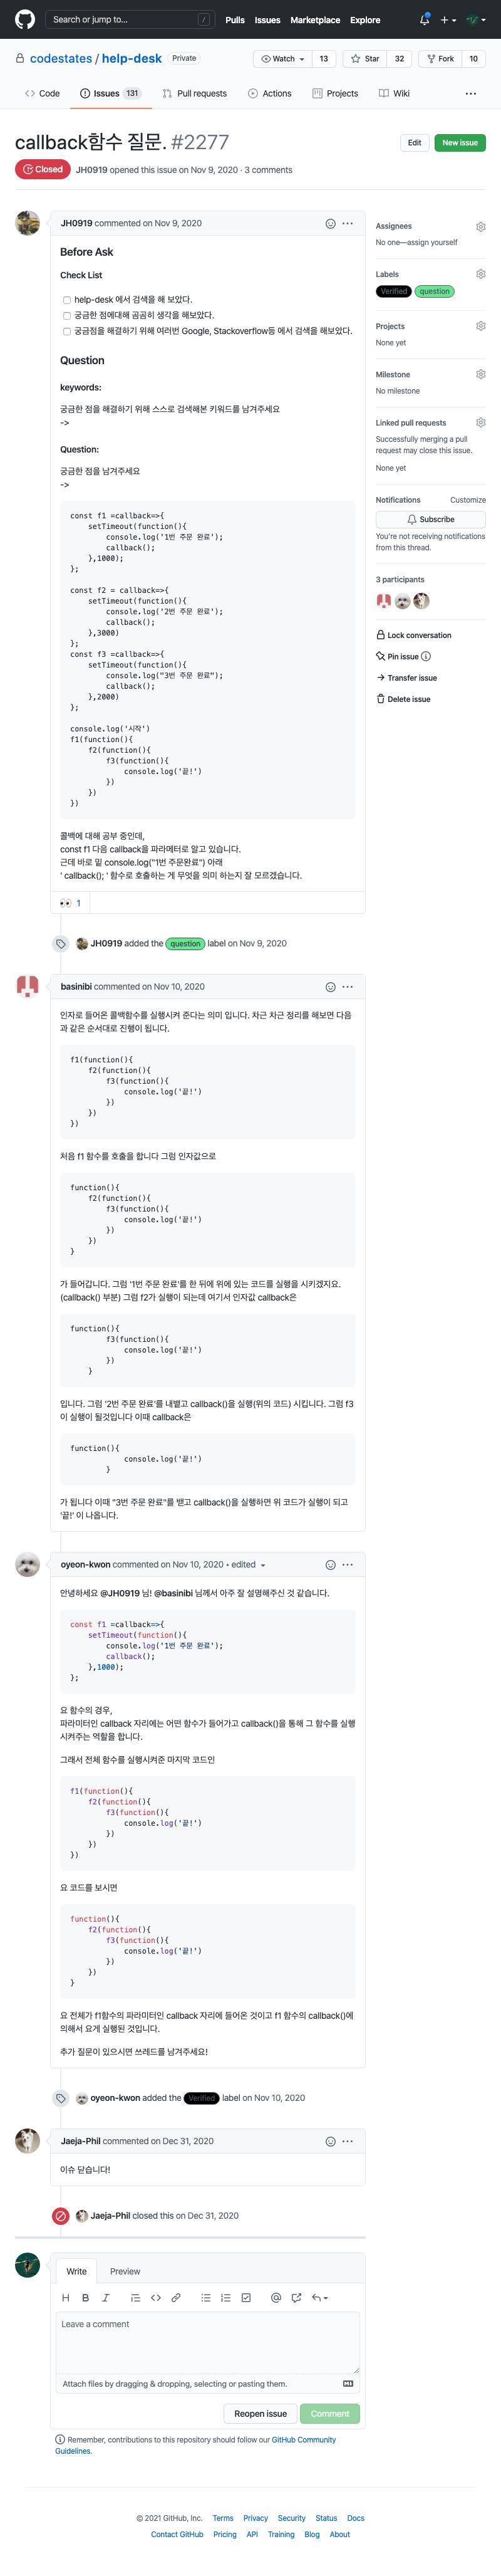 Search or jump to...
/
Pulls Issues Marketplace Explore
codestates / help-desk Private
Watch 13 Star 32 Fork 10
Code Issues 131 Pull requests Actions Projects Wiki
callback함수 질문. #2277
Edit New issue
Closed JH0919 opened this issue on Nov 9, 2020 · 3 comments
JH0919 commented on Nov 9, 2020
Before Ask
Check List
help-desk 에서 검색을 해 보았다.
궁금한 점에대해 곰곰히 생각을 해보았다.
궁금점을 해결하기 위해 여러번 Google, Stackoverflow등 에서 검색을 해보았다.
Question
keywords:
궁금한 점을 해결하기 위해 스스로 검색해본 키워드를 남겨주세요
->
Question:
궁금한 점을 남겨주세요
->
const f1 =callback=>{
setTimeout(function(){
console.log('1번 주문 완료');
callback();
},1000);
};
const f2 = callback=>{
setTimeout(function(){
console.log('2번 주문 완료');
callback();
},3000)
};
const f3 =callback=>{
setTimeout(function(){
console.log("3번 주문 완료");
callback();
},2000)
};
console.log('시작')
f1(function(){
f2(function(){
f3(function(){
console.log('끝!')
})
})
})
콜백에 대해 공부 중인데,
const f1 다음 callback을 파라메터로 알고 있습니다.
근데 바로 밑 console.log("1번 주문완료") 아래
' callback(); ' 함수로 호출하는 게 무엇을 의미 하는지 잘 모르겠습니다.
👀 1
JH0919 added the question label on Nov 9, 2020
basinibi commented on Nov 10, 2020
인자로 들어온 콜백함수를 실행시켜 준다는 의미 입니다. 차근 차근 정리를 해보면 다음
과 같은 순서대로 진행이 됩니다.
f1(function(){
f2(function(){
f3(function(){
console.log('끝!')
})
})
})
처음 f1 함수를 호출을 합니다 그럼 인자값으로
function(){
f2(function(){
f3(function(){
console.log('끝!')
})
})
}
가 들어갑니다. 그럼 '1번 주문 완료'를 한 뒤에 위에 있는 코드를 실행을 시키겠지요.
(callback() 부분) 그럼 f2가 실행이 되는데 여기서 인자값 callback은
function(){
f3(function(){
console.log('끝!')
})
}
입니다. 그럼 '2번 주문 완료'를 내뱉고 callback()을 실행(위의 코드) 시킵니다. 그럼 f3
이 실행이 될것입니다 이때 callback은
function(){
console.log('끝!')
}
가 됩니다 이때 "3번 주문 완료"를 뱉고 callback()을 실행하면 위 코드가 실행이 되고
'끝!' 이 나옵니다.
oyeon-kwon commented on Nov 10, 2020 • edited
안녕하세요 @JH0919 님! @basinibi 님께서 아주 잘 설명해주신 것 같습니다.
const f1 =callback=>{
setTimeout(function(){
console.log('1번 주문 완료');
callback();
},1000);
};
요 함수의 경우,
파라미터인 callback 자리에는 어떤 함수가 들어가고 callback()을 통해 그 함수를 실행
시켜주는 역할을 합니다.
그래서 전체 함수를 실행시켜준 마지막 코드인
f1(function(){
f2(function(){
f3(function(){
console.log('끝!')
})
})
})
요 코드를 보시면
function(){
f2(function(){
f3(function(){
console.log('끝!')
})
})
}
요 전체가 f1함수의 파라미터인 callback 자리에 들어온 것이고 f1 함수의 callback()에
의해서 요게 실행된 것입니다.
추가 질문이 있으시면 쓰레드를 남겨주세요!
oyeon-kwon added the Verified label on Nov 10, 2020
Jaeja-Phil commented on Dec 31, 2020
이슈 닫습니다!
Jaeja-Phil closed this on Dec 31, 2020
Write Preview
Leave a comment
Attach files by dragging & dropping, selecting or pasting them.
Reopen issue Comment
Remember, contributions to this repository should follow our GitHub Community
Guidelines.
Assignees
No one—assign yourself
Labels
Verified question
Projects
None yet
Milestone
No milestone
Linked pull requests
Successfully merging a pull
request may close this issue.
None yet
Notifications Customize
Subscribe
You're not receiving notifications
from this thread.
3 participants
Lock conversation
Pin issue
Transfer issue
Delete issue
© 2021 GitHub, Inc. Terms Privacy Security Status Docs
Contact GitHub Pricing API Training Blog About